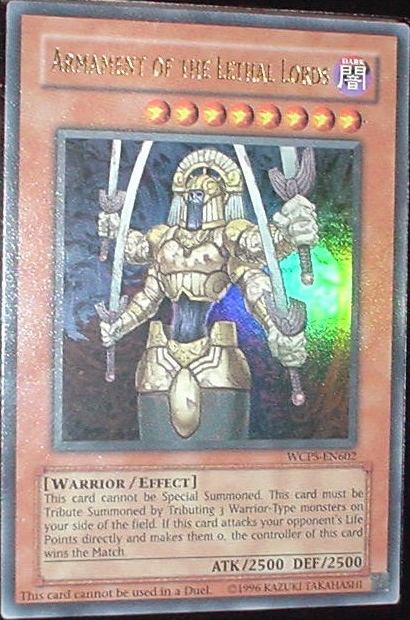 ARMAMENT OF THE LETHAL LORDS
DARK
闇
WCPS-EN602
[WARRIOR / EFFECT]
This card cannot be Special Summoned. This card must be
Tribute Summoned by Tributing 3 Warrior-Type monsters on
your side of the field. If this card attacks your opponent's Life
Points directly and makes them 0, the controller of this card
wins the Match.
ATK/2500 DEF/2500
This card cannot be used in a Duel. ©1996 KAZUKI TAKAHASHI